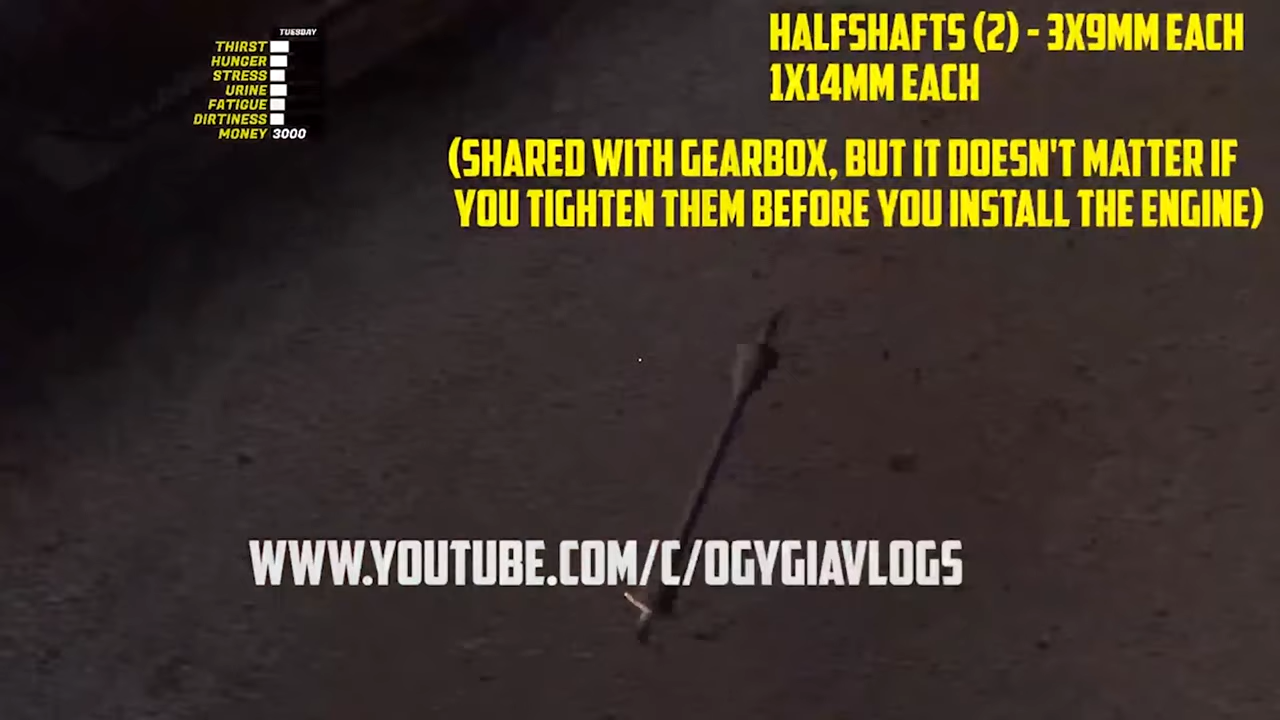 TUESDAY
THIRST
HUNGER
STRESS
URINE
FATIGUE
DIRTINESS
MONEY 3000
HALFSHAFTS (2) - 3X9MM EACH
1X14MM EACH
(SHARED WITH GEARBOX, BUT IT DOESN'T MATTER IF
YOU TIGHTEN THEM BEFORE YOU INSTALL THE ENGINE)
WWW.YOUTUBE.COM/C/OGYGIAVLOGS